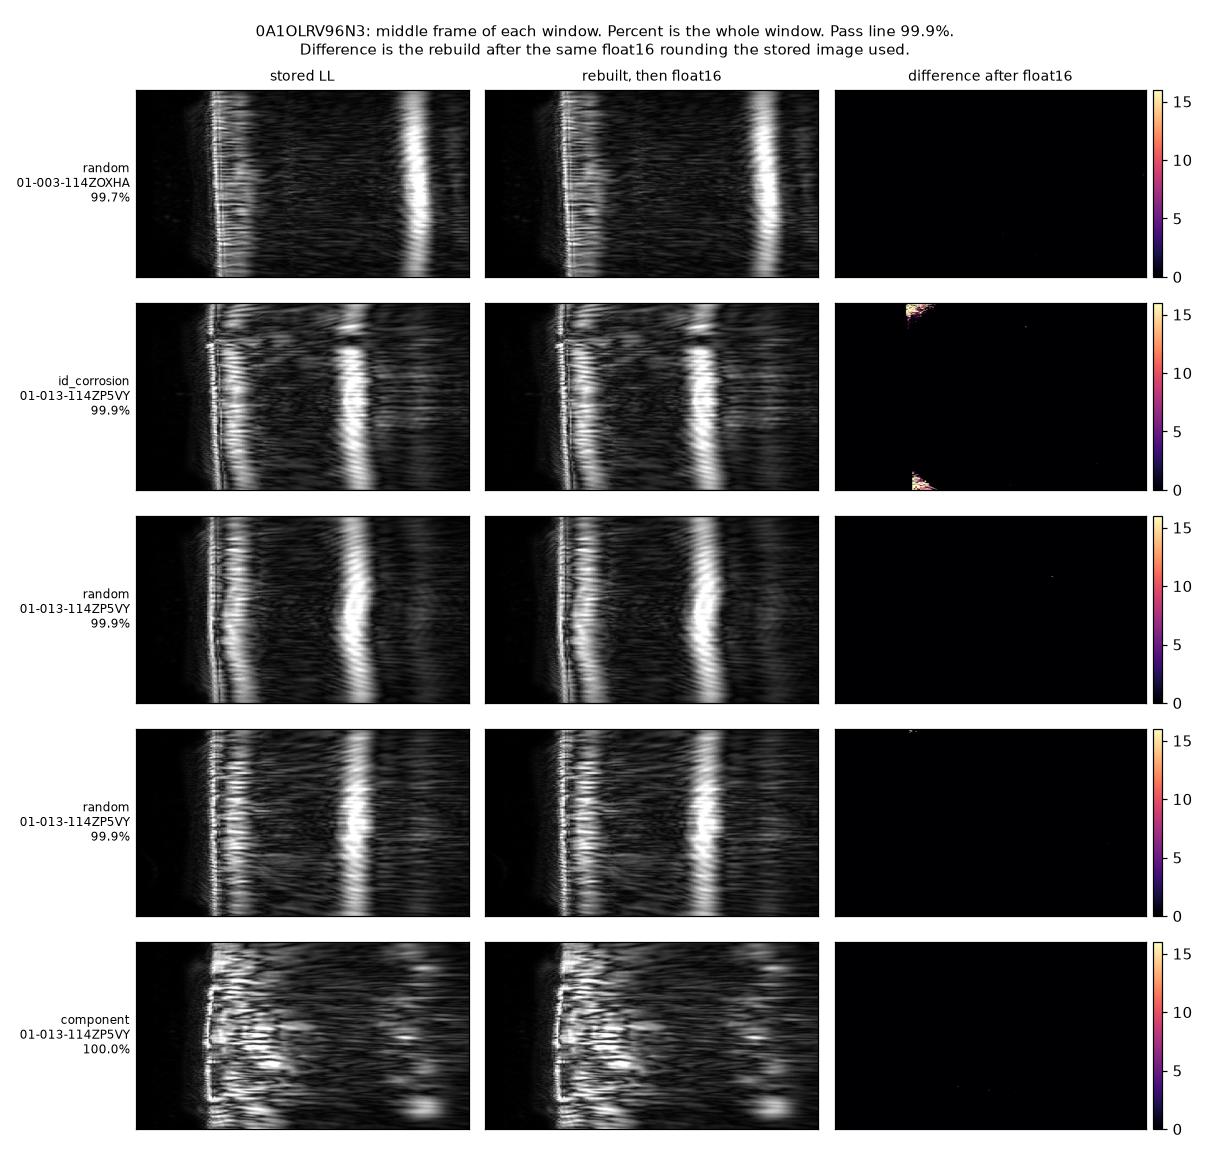 0A1OLRV96N3: middle frame of each window. Percent is the whole window. Pass line 99.9%.
Difference is the rebuild after the same float16 rounding the stored image used.
stored LL
rebuilt, then float16
difference after float16
random
01-003-114ZOXHA
99.7%
15
10
5
0
id_corrosion
01-013-114ZP5VY
99.9%
15
10
5
0
random
01-013-114ZP5VY
99.9%
15
10
5
0
random
01-013-114ZP5VY
99.9%
15
10
5
0
component
01-013-114ZP5VY
100.0%
15
10
5
0